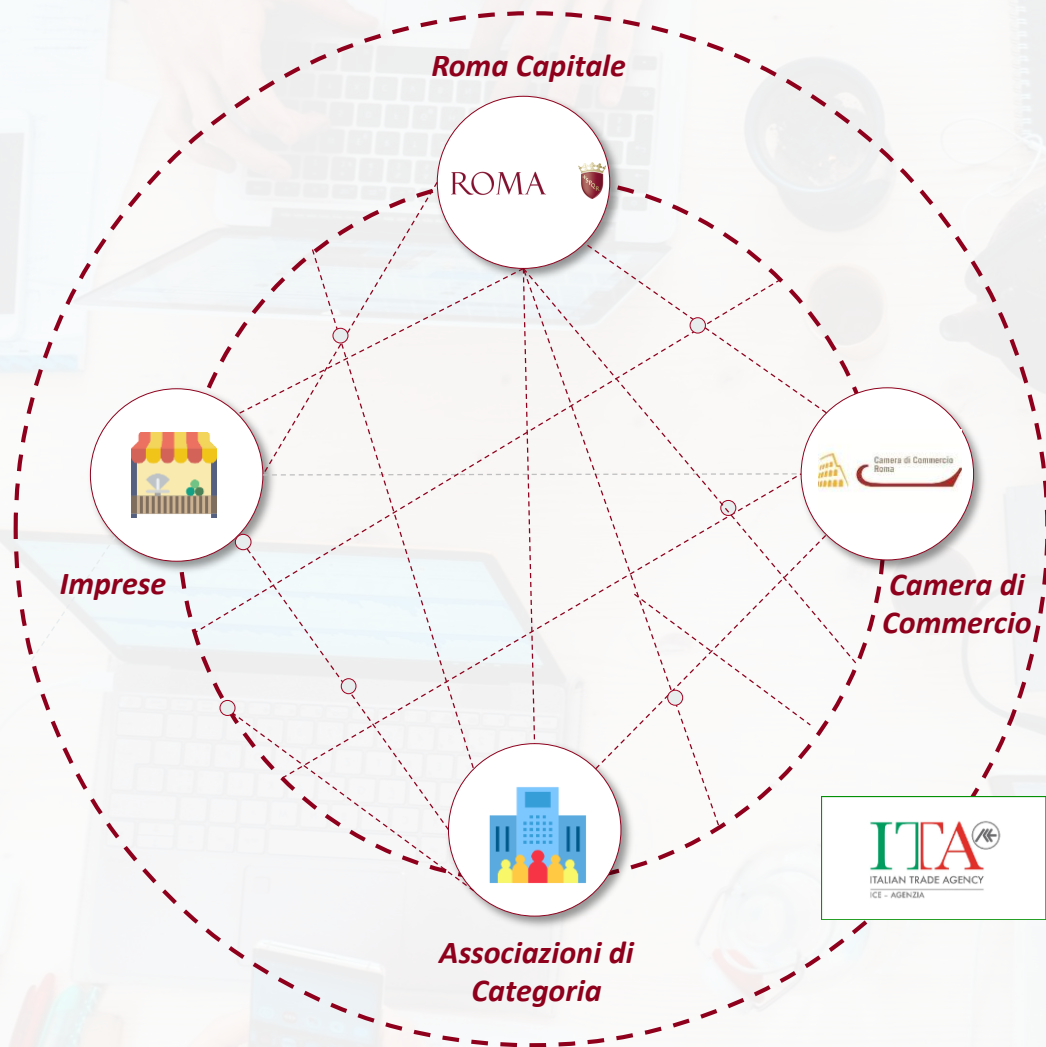 Roma Capitale
ROMA
Camera di Commercio
Roma
Imprese
Camera di
Commercio
ITA
ITALIAN TRADE AGENCY
ICE – AGENZIA
Associazioni di
Categoria